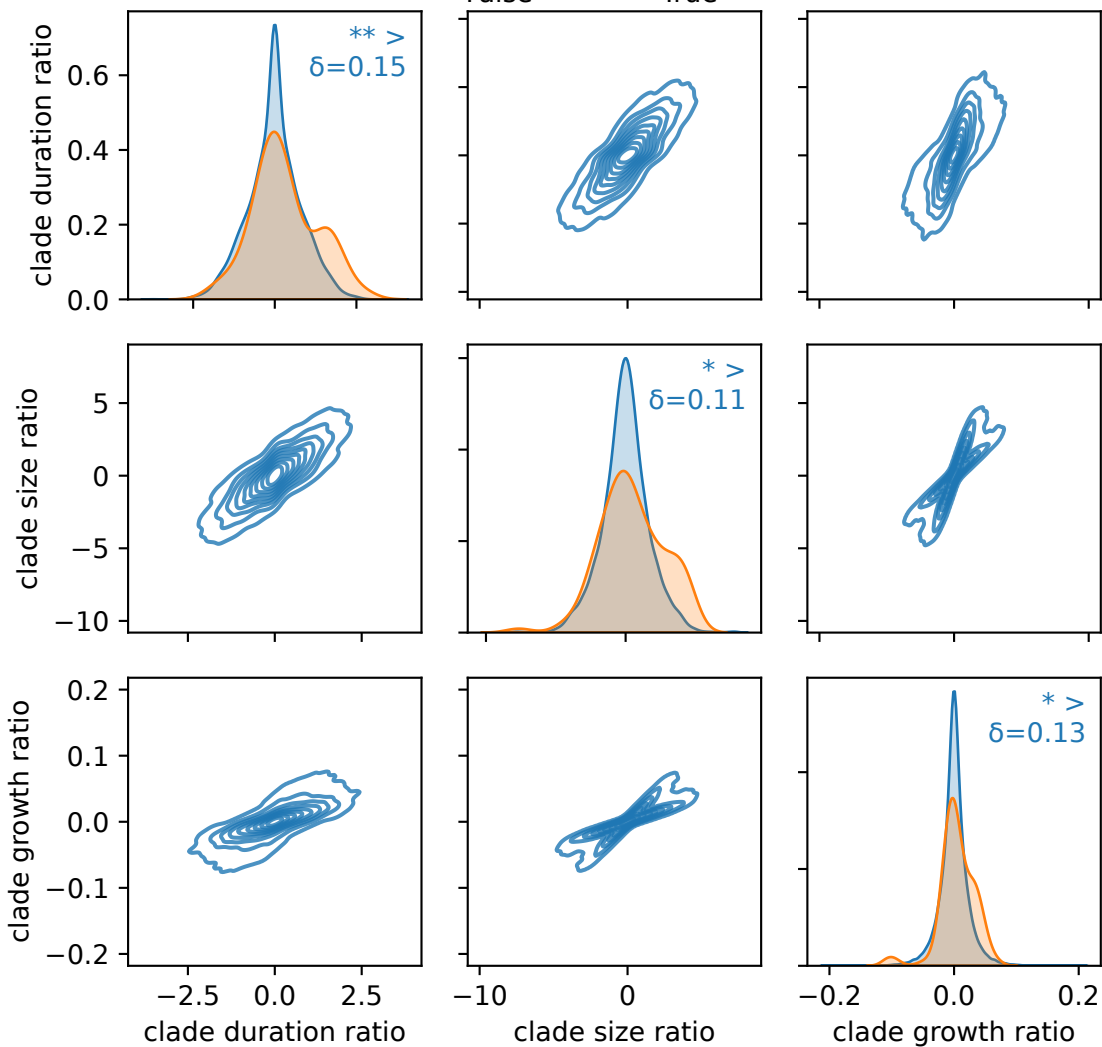 True
clade duration ratio
0.6
0.4
0.2
0.0
** >
δ=0.15
clade size ratio
5
0
−5
−10
* >
δ=0.11
clade growth ratio
0.2
0.1
0.0
−0.1
−0.2
* >
δ=0.13
−2.5 0.0 2.5
−10 0
−0.2 0.0 0.2
clade duration ratio
clade size ratio
clade growth ratio